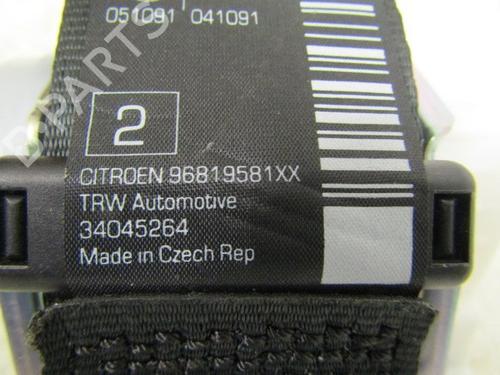 051091 041091
2
CITROEN 96819581XX
TRW Automotive
34045264
Made in Czech Rep